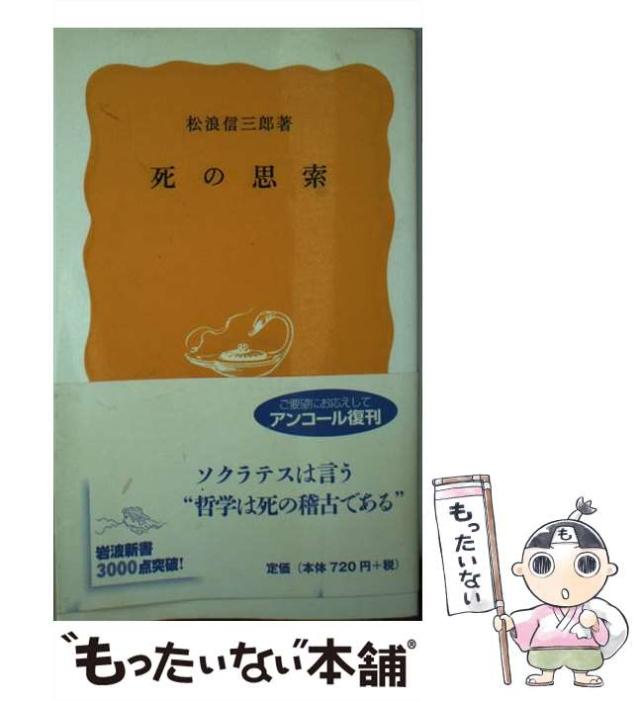 松浪信三郎著
死の思索
ご要望にお応えして
アンコール復刊
ソクラテスは言う
“哲学は死の稽古である”
岩波新書
3000点突破!
定価(本体720円+税)
も
もったいない
“もったいない”本舗®